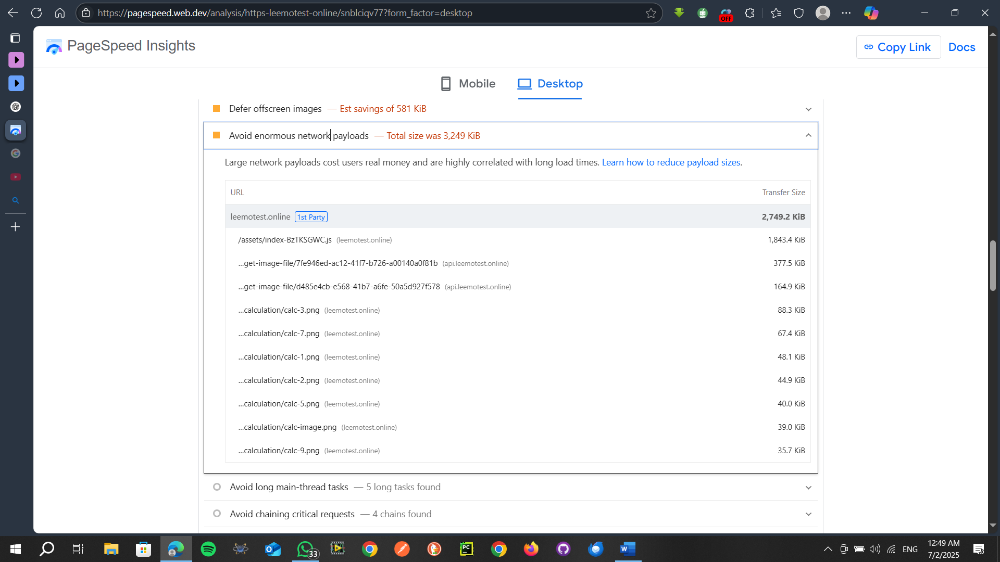 https://pagespeed.web.dev/analysis/https-leemotest-online/snblciqv77?form_factor=desktop
OFF
PageSpeed Insights
Copy Link
Docs
Mobile
Desktop
Defer offscreen images — Est savings of 581 KiB
Avoid enormous network payloads — Total size was 3,249 KiB
Large network payloads cost users real money and are highly correlated with long load times. Learn how to reduce payload sizes.
URL Transfer Size
leemotest.online 1st Party 2,749.2 KiB
/assets/index-BzTKSGWC.js (leemotest.online) 1,843.4 KiB
...get-image-file/7fe946ed-ac12-41f7-b726-a00140a0f81b (api.leemotest.online) 377.5 KiB
...get-image-file/d485e4cb-e568-41b7-a6fe-50a5d927f578 (api.leemotest.online) 164.9 KiB
...calculation/calc-3.png (leemotest.online) 88.3 KiB
...calculation/calc-7.png (leemotest.online) 67.4 KiB
...calculation/calc-1.png (leemotest.online) 48.1 KiB
...calculation/calc-2.png (leemotest.online) 44.9 KiB
...calculation/calc-5.png (leemotest.online) 40.0 KiB
...calculation/calc-image.png (leemotest.online) 39.0 KiB
...calculation/calc-9.png (leemotest.online) 35.7 KiB
Avoid long main-thread tasks — 5 long tasks found
Avoid chaining critical requests — 4 chains found
33
PC
W
ENG
12:49 AM
7/2/2025